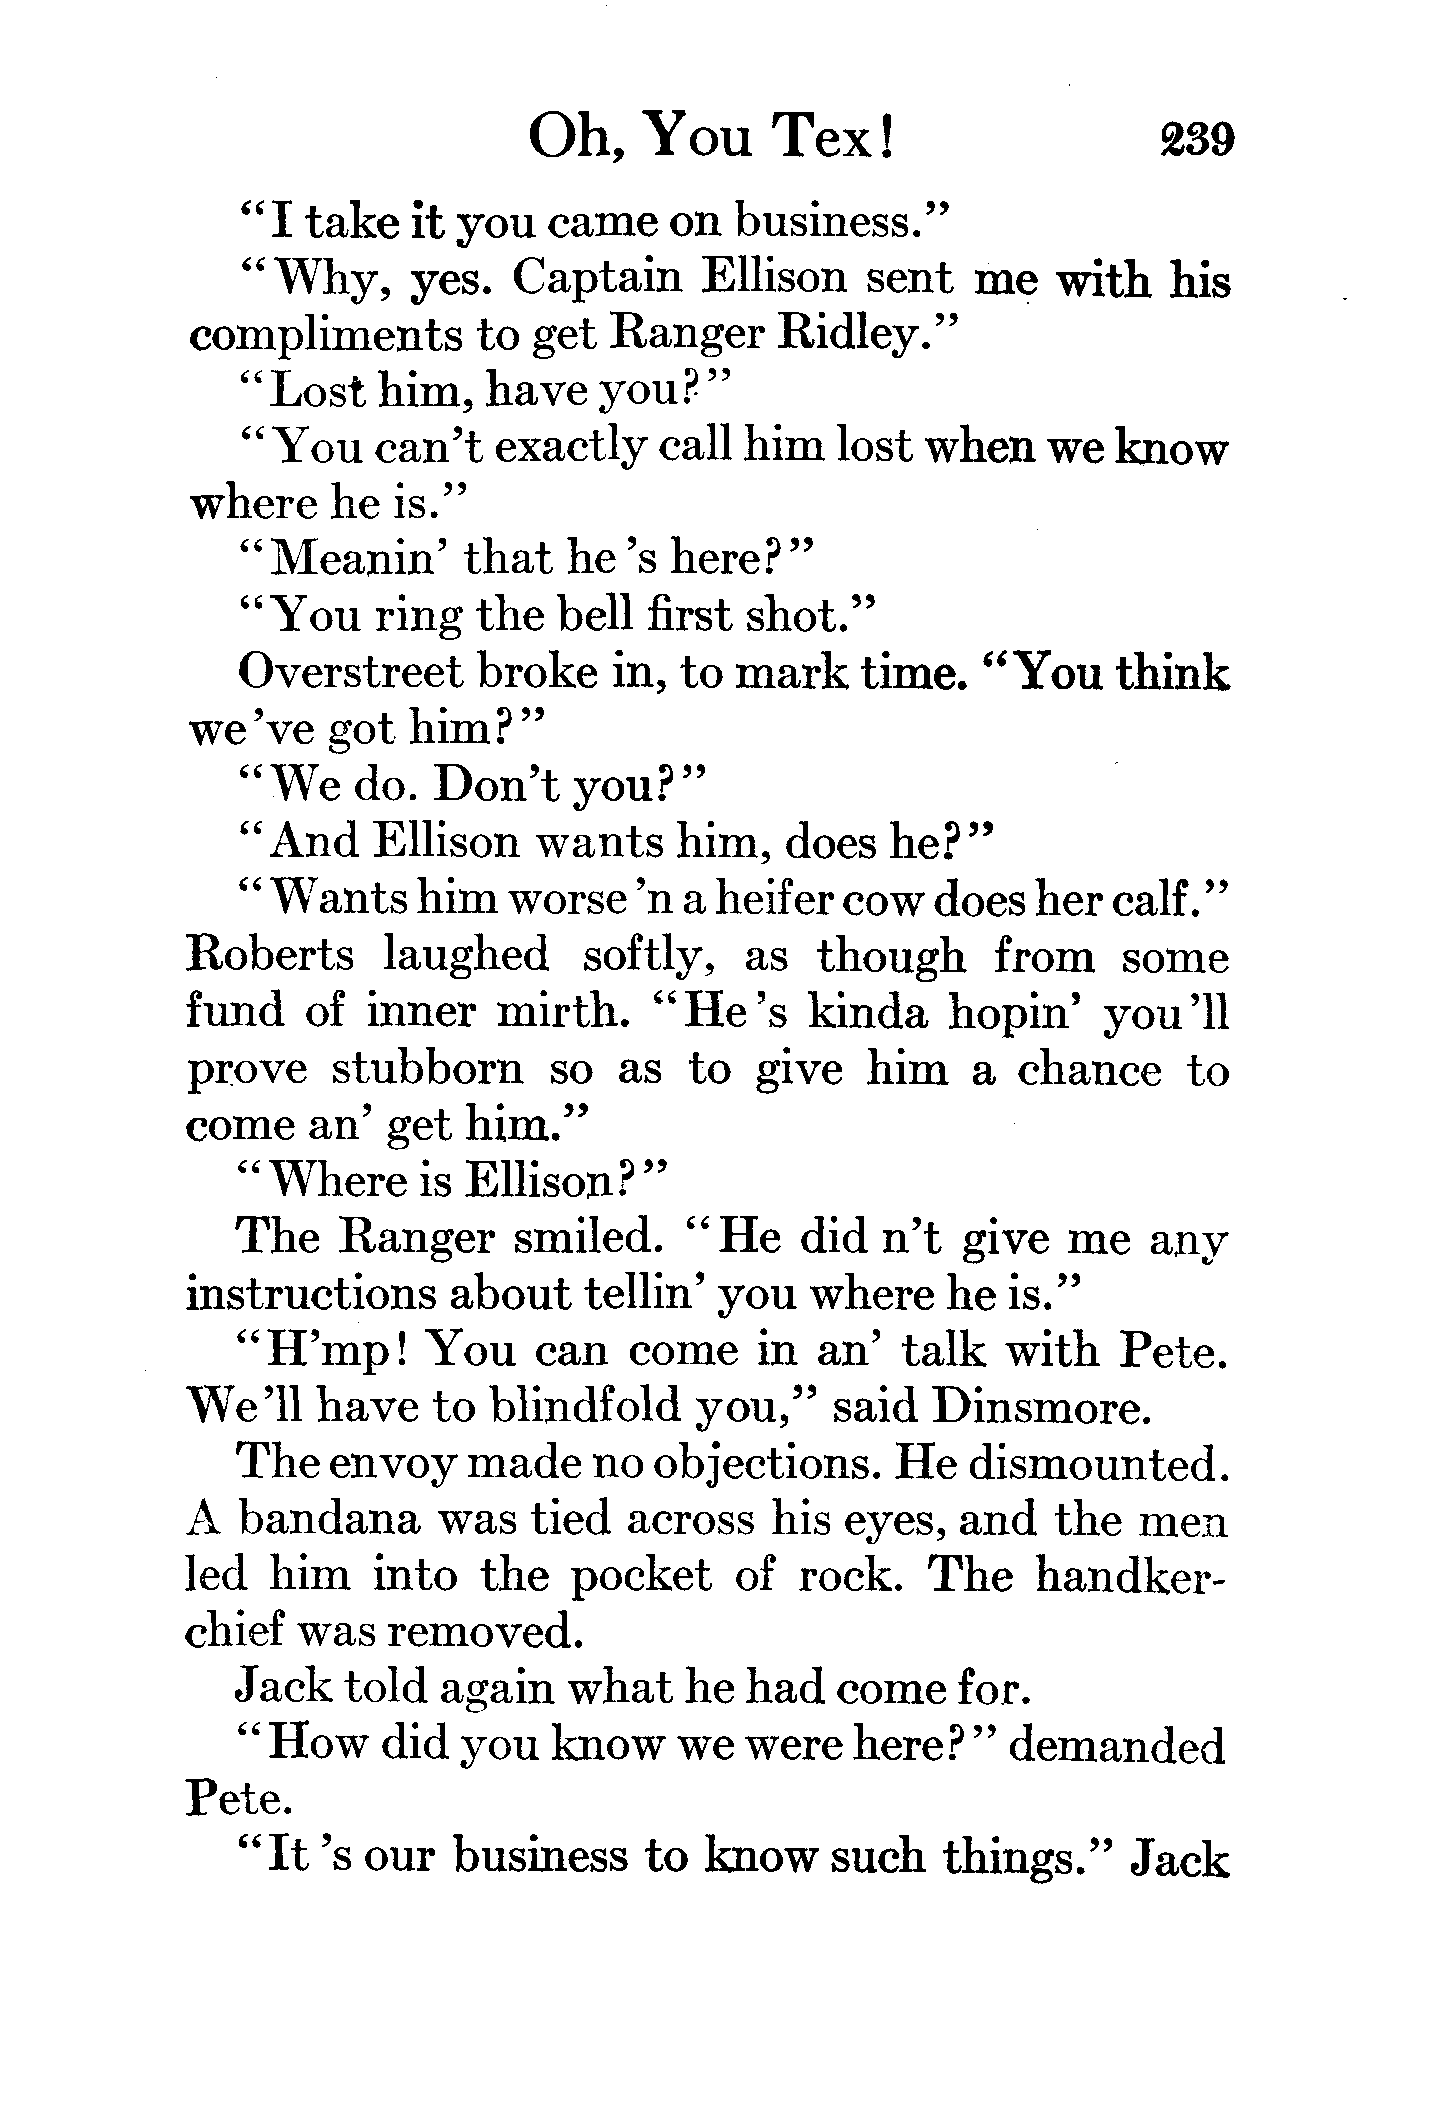 Oh, You Tex! 239
"I take it you came on business."
"Why, yes. Captain Ellison sent me with his
compliments to get Ranger Ridley."
"Lost him, have you?"
"You can't exactly call him lost when we know
where he is."
"Meanin' that he 's here?"
"You ring the bell first shot."
Overstreet broke in, to mark time. "You think
we 've got him?"
"We do. Don't you?"
"And Ellison wants him, does he?"
"Wants him worse 'n a heifer cow does her calf."
Roberts laughed softly, as though from some
fund of inner mirth. "He 's kinda hopin' you 'll
prove stubborn so as to give him a chance to
come an' get him."
"Where is Ellison?"
The Ranger smiled. "He did n't give me any
instructions about tellin' you where he is."
"H'mp! You can come in an' talk with Pete.
We 'll have to blindfold you," said Dinsmore.
The envoy made no objections. He dismounted.
A bandana was tied across his eyes, and the men
led him into the pocket of rock. The handker-
chief was removed.
Jack told again what he had come for.
"How did you know we were here?" demanded
Pete.
"It 's our business to know such things." Jack